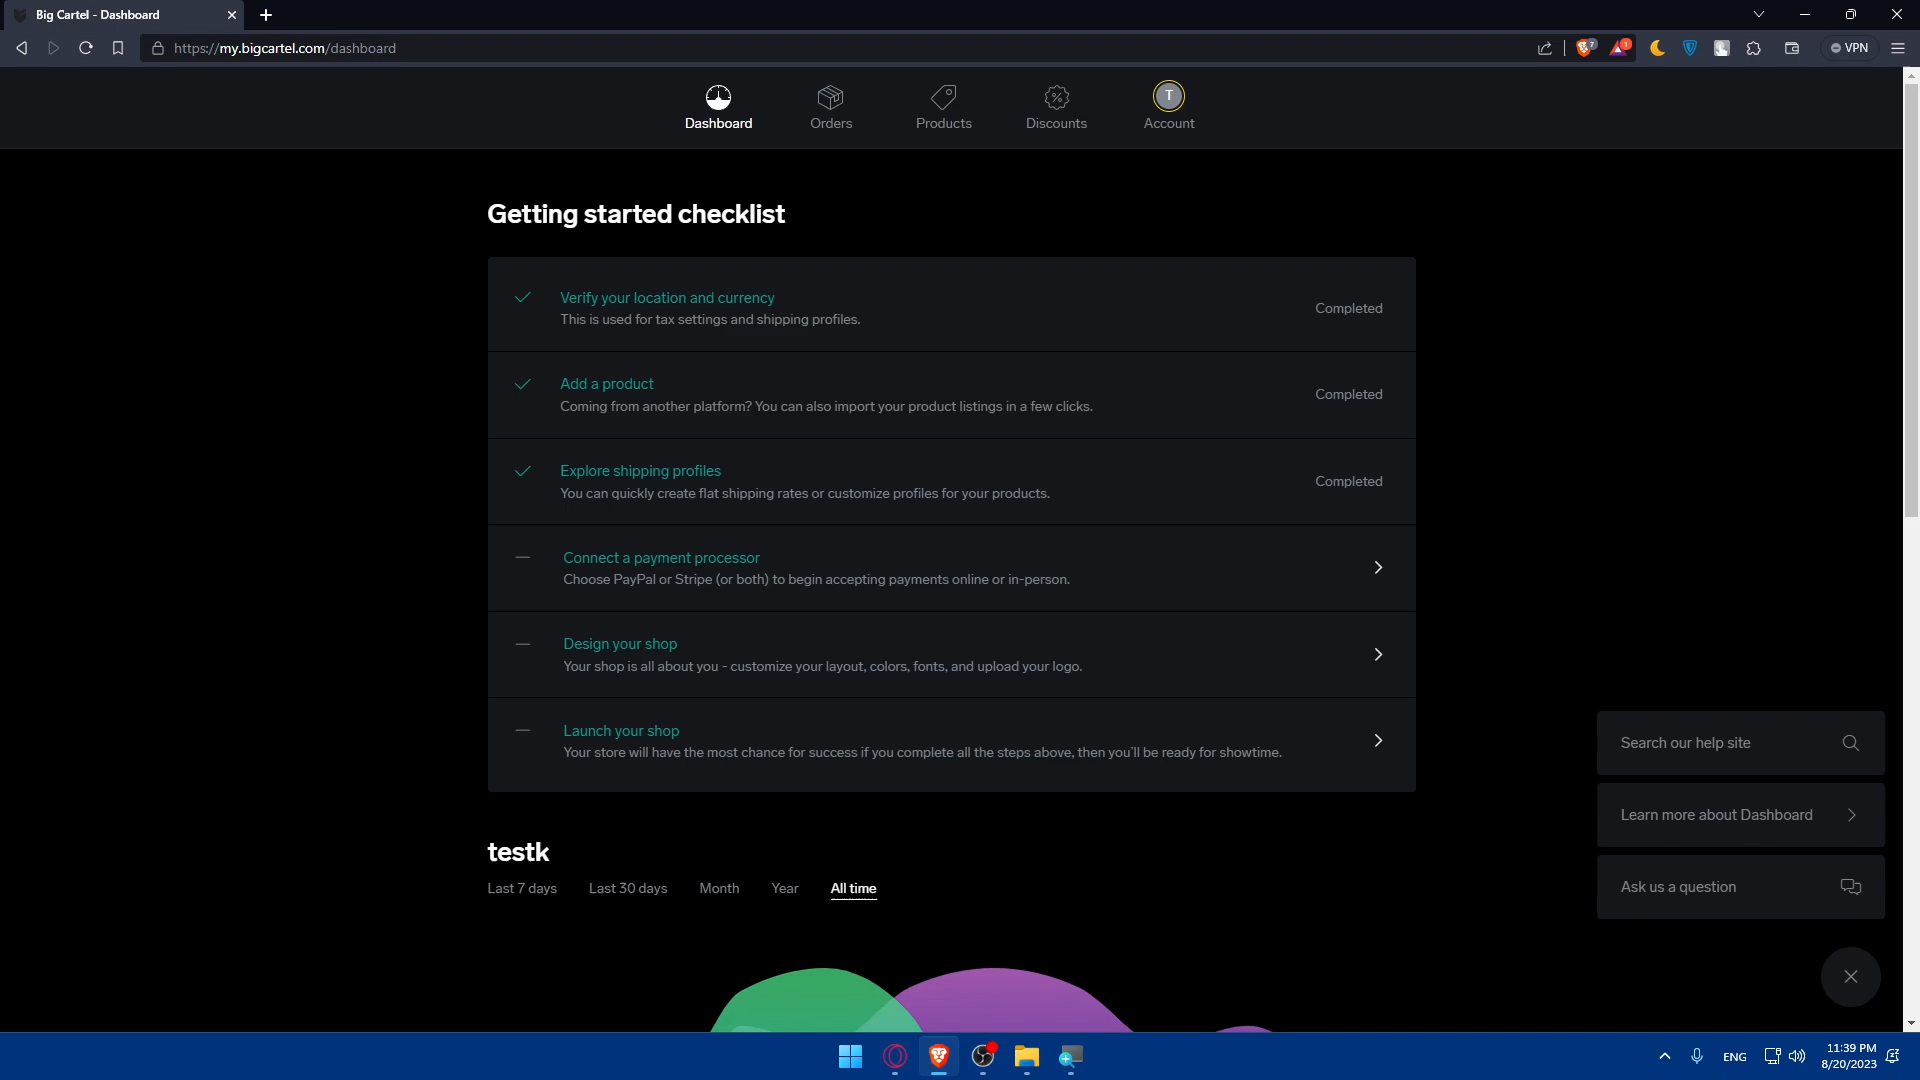 Big Cartel - Dashboard
https://my.bigcartel.com/dashboard
7
1
VPN
Dashboard
Orders
Products
Discounts
T
Account
Getting started checklist
Verify your location and currency
This is used for tax settings and shipping profiles.
Completed
Add a product
Coming from another platform? You can also import your product listings in a few clicks.
Completed
Explore shipping profiles
You can quickly create flat shipping rates or customize profiles for your products.
Completed
Connect a payment processor
Choose PayPal or Stripe (or both) to begin accepting payments online or in-person.
Design your shop
Your shop is all about you - customize your layout, colors, fonts, and upload your logo.
Launch your shop
Your store will have the most chance for success if you complete all the steps above, then you'll be ready for showtime.
Search our help site
Learn more about Dashboard
Ask us a question
testk
Last 7 days
Last 30 days
Month
Year
All time
ENG
11:39 PM
8/20/2023